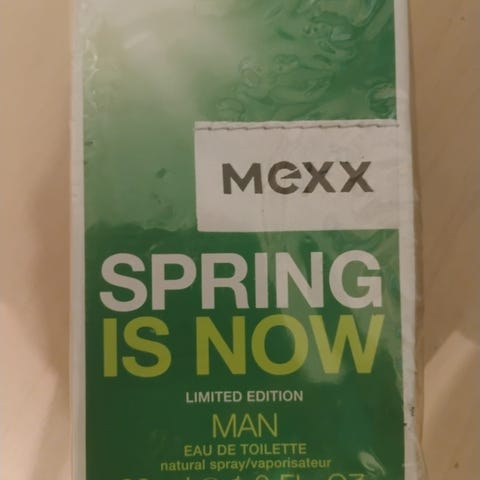 mexx
SPRING
IS NOW
LIMITED EDITION
MAN
EAU DE TOILETTE
natural spray/vaporisateur